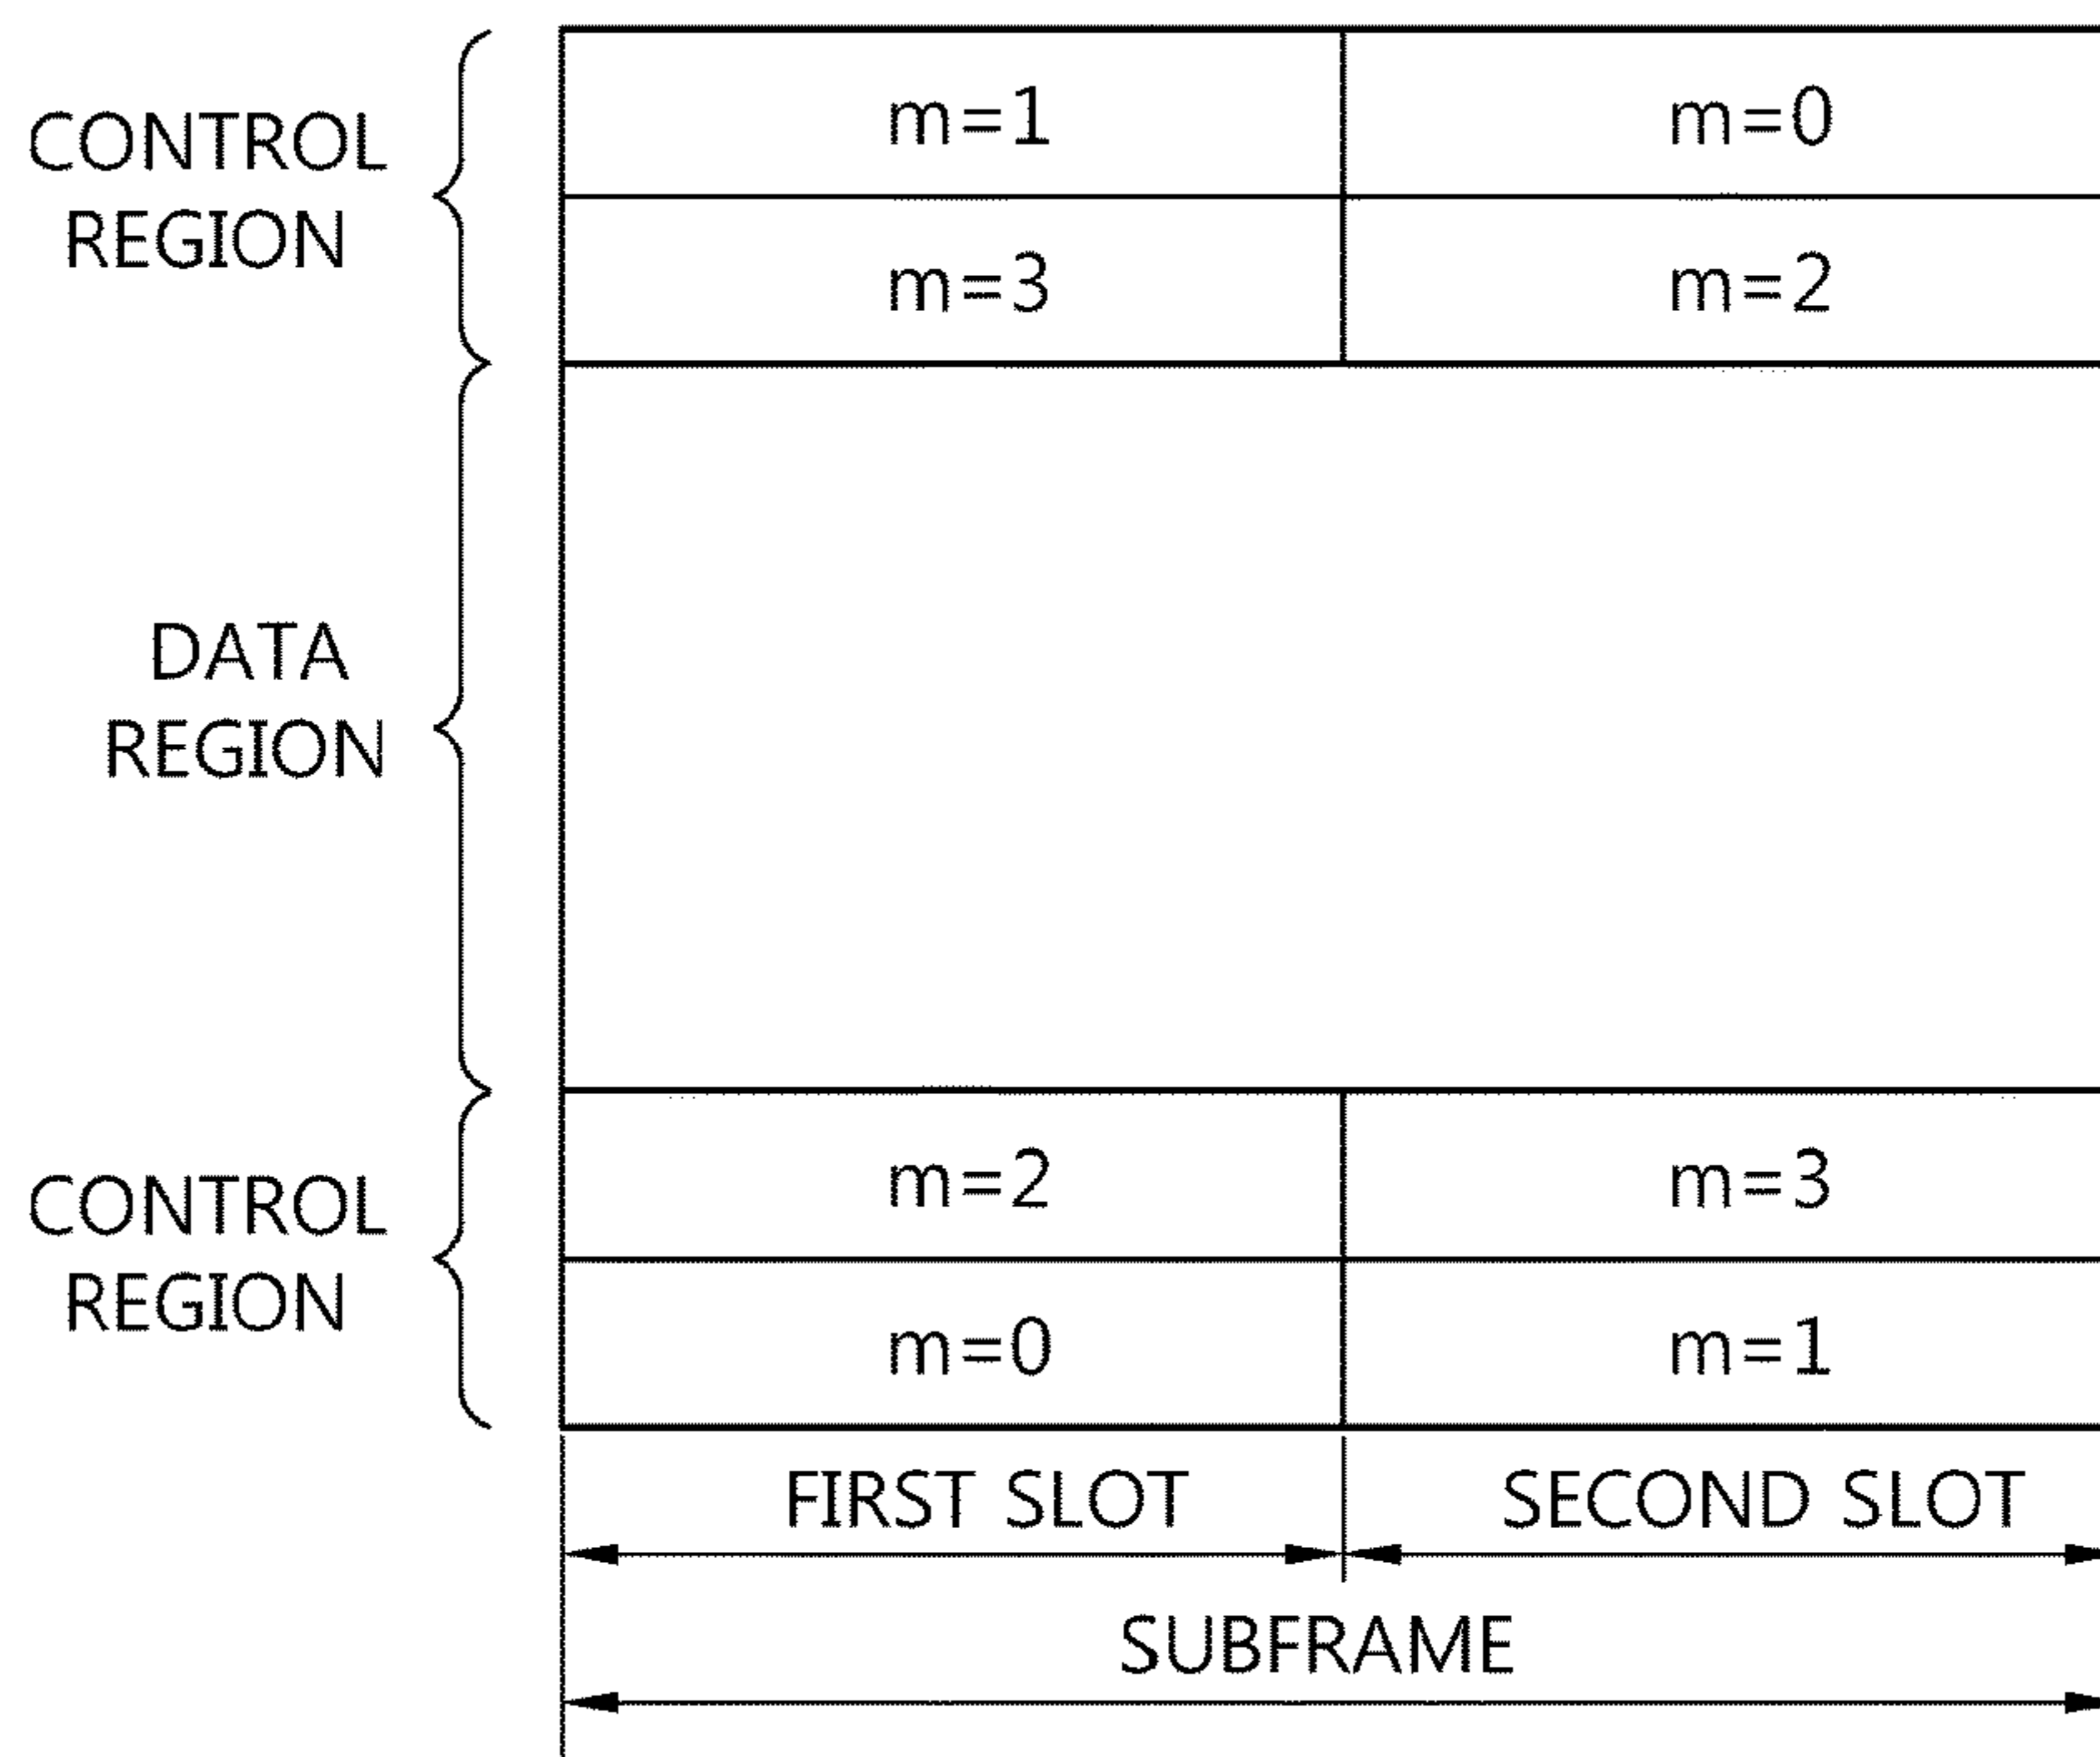 CONTROL
REGION
m=1
m=0
m=3
m=2
DATA
REGION
CONTROL
REGION
m=2
m=3
m=0
m=1
FIRST SLOT
SECOND SLOT
SUBFRAME